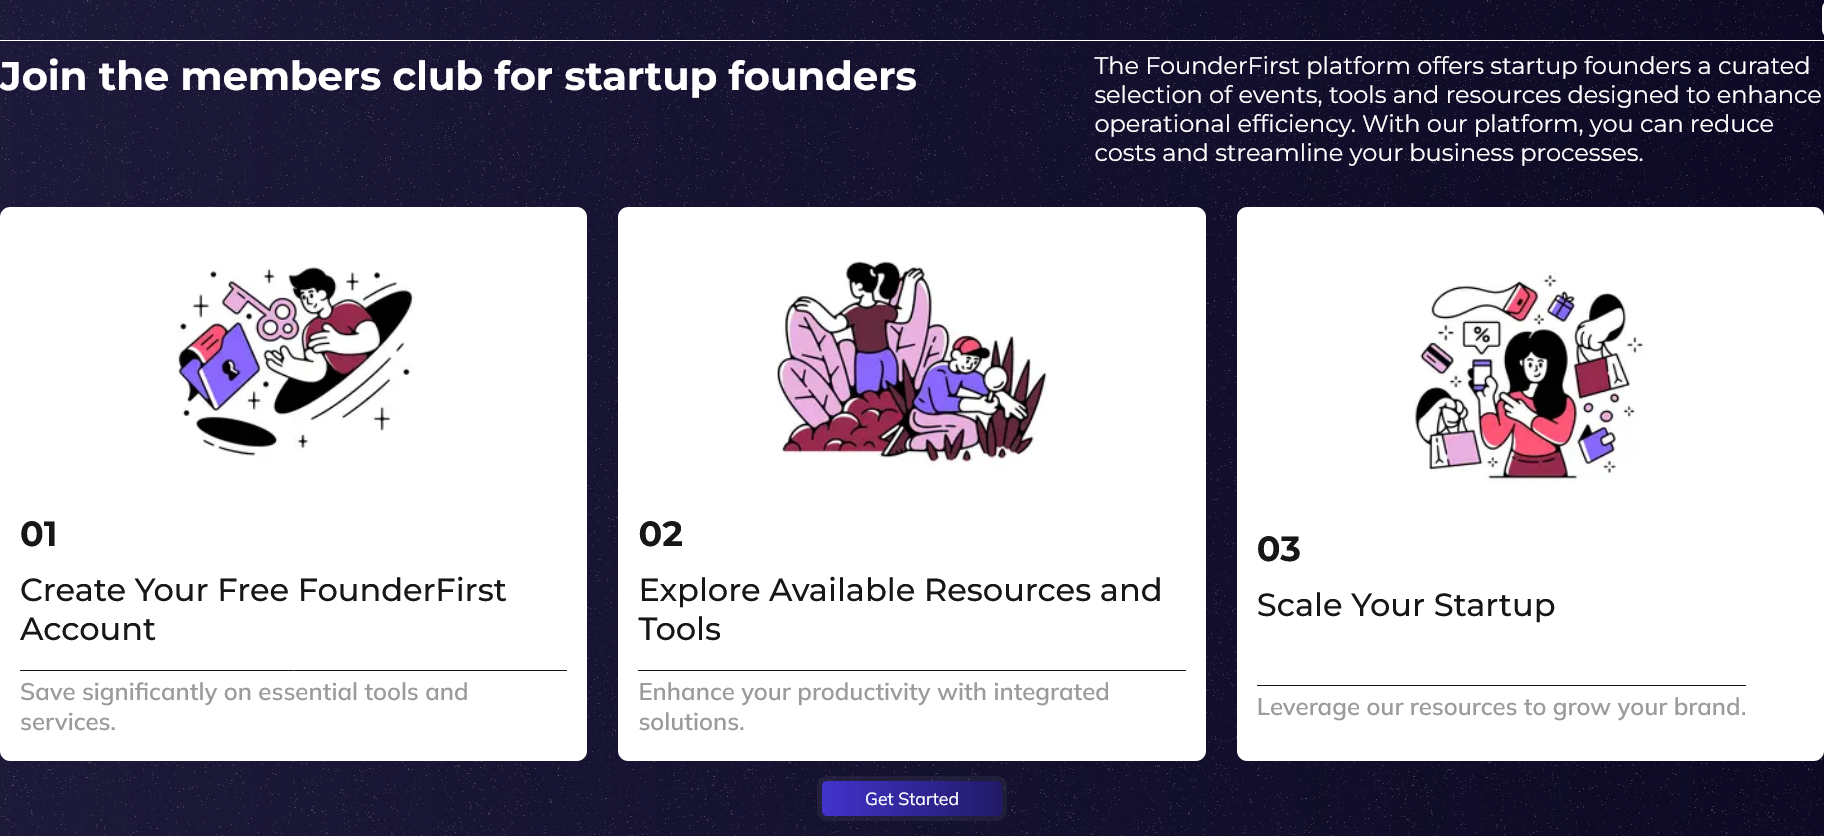 Join the members club for startup founders
The FounderFirst platform offers startup founders a curated
selection of events, tools and resources designed to enhance
operational efficiency. With our platform, you can reduce
costs and streamline your business processes.
%
01
Create Your Free FounderFirst
Account
Save significantly on essential tools and
services.
02
Explore Available Resources and
Tools
Enhance your productivity with integrated
solutions.
03
Scale Your Startup
Leverage our resources to grow your brand.
Get Started